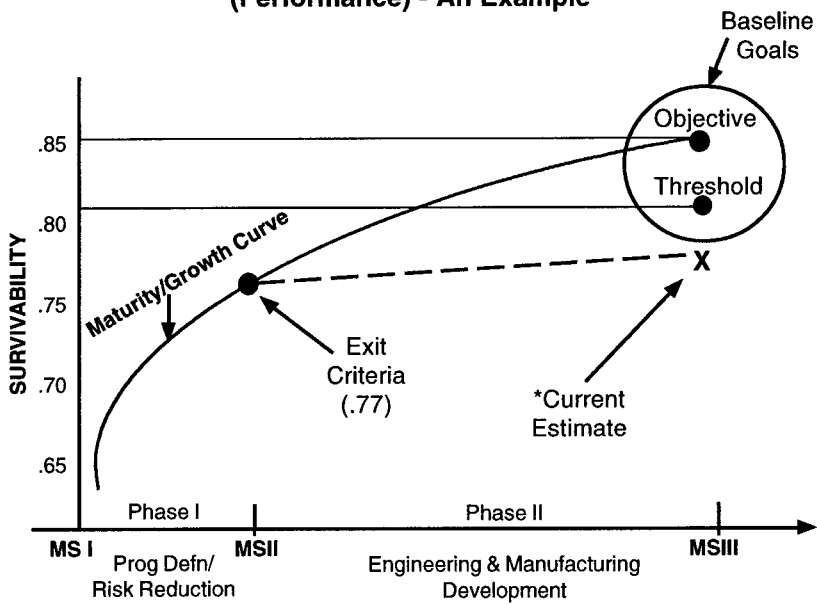 (Performance) - An Example
Baseline
Goals
Objective
.85
Threshold
.80
Maturity/Growth Curve
X
.75
SURVIVABILITY
Exit
Criteria
(.77)
.70
*Current
Estimate
.65
Phase I
Phase II
MS I
MSII
MSIII
Prog Defn/
Risk Reduction
Engineering & Manufacturing
Development